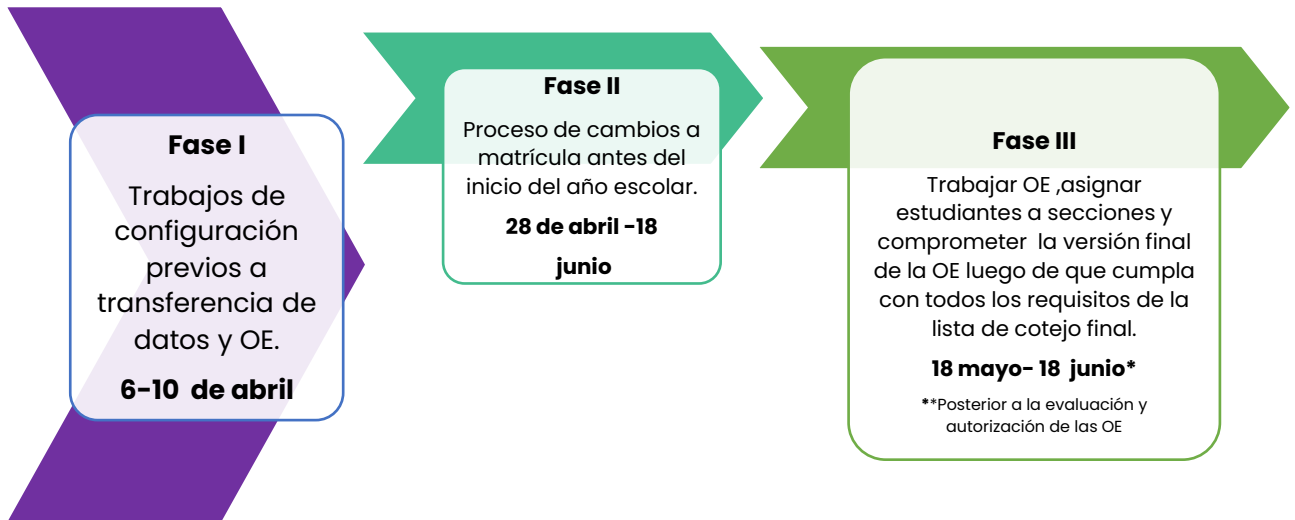 Fase I
Trabajos de
configuración
previos a
transferencia de
datos y OE.
6-10 de abril
Fase II
Proceso de cambios a
matrícula antes del
inicio del año escolar.
28 de abril -18
junio
Fase III
Trabajar OE ,asignar
estudiantes a secciones y
comprometer la versión final
de la OE luego de que cumpla
con todos los requisitos de la
lista de cotejo final.
18 mayo- 18 junio*
**Posterior a la evaluación y
autorización de las OE